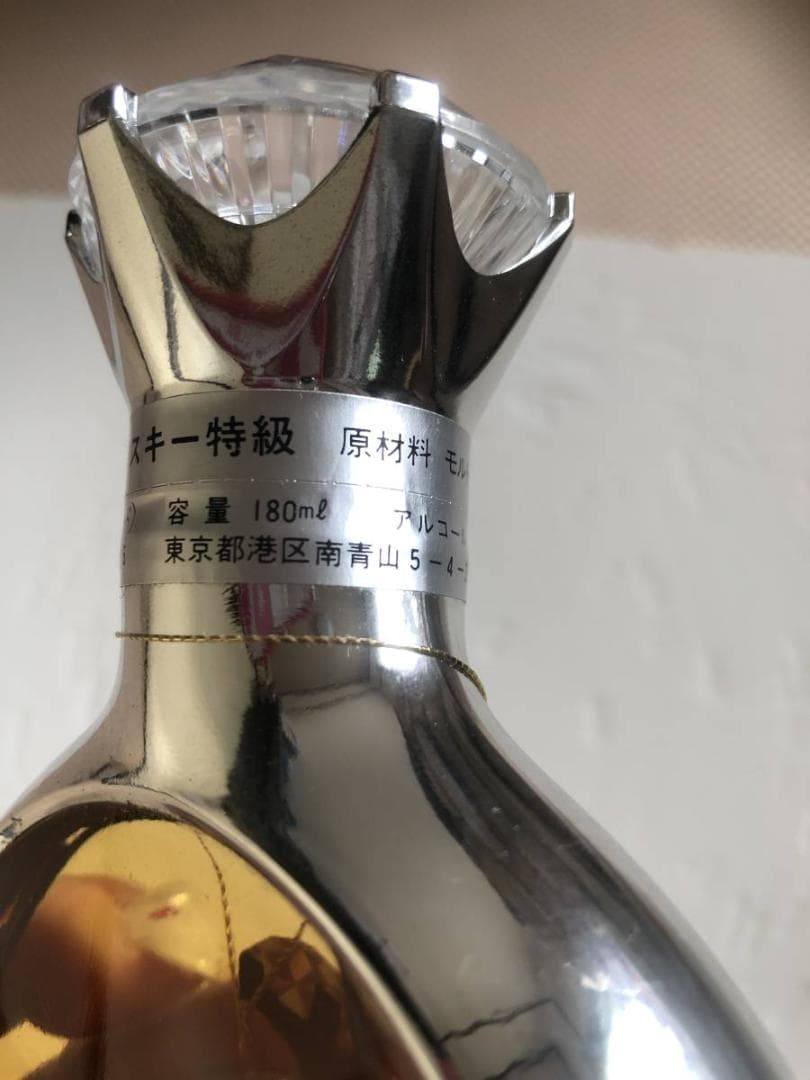 スキー特級 原材料 モル
容量 180ml アルコール
東京都港区南青山5-4-